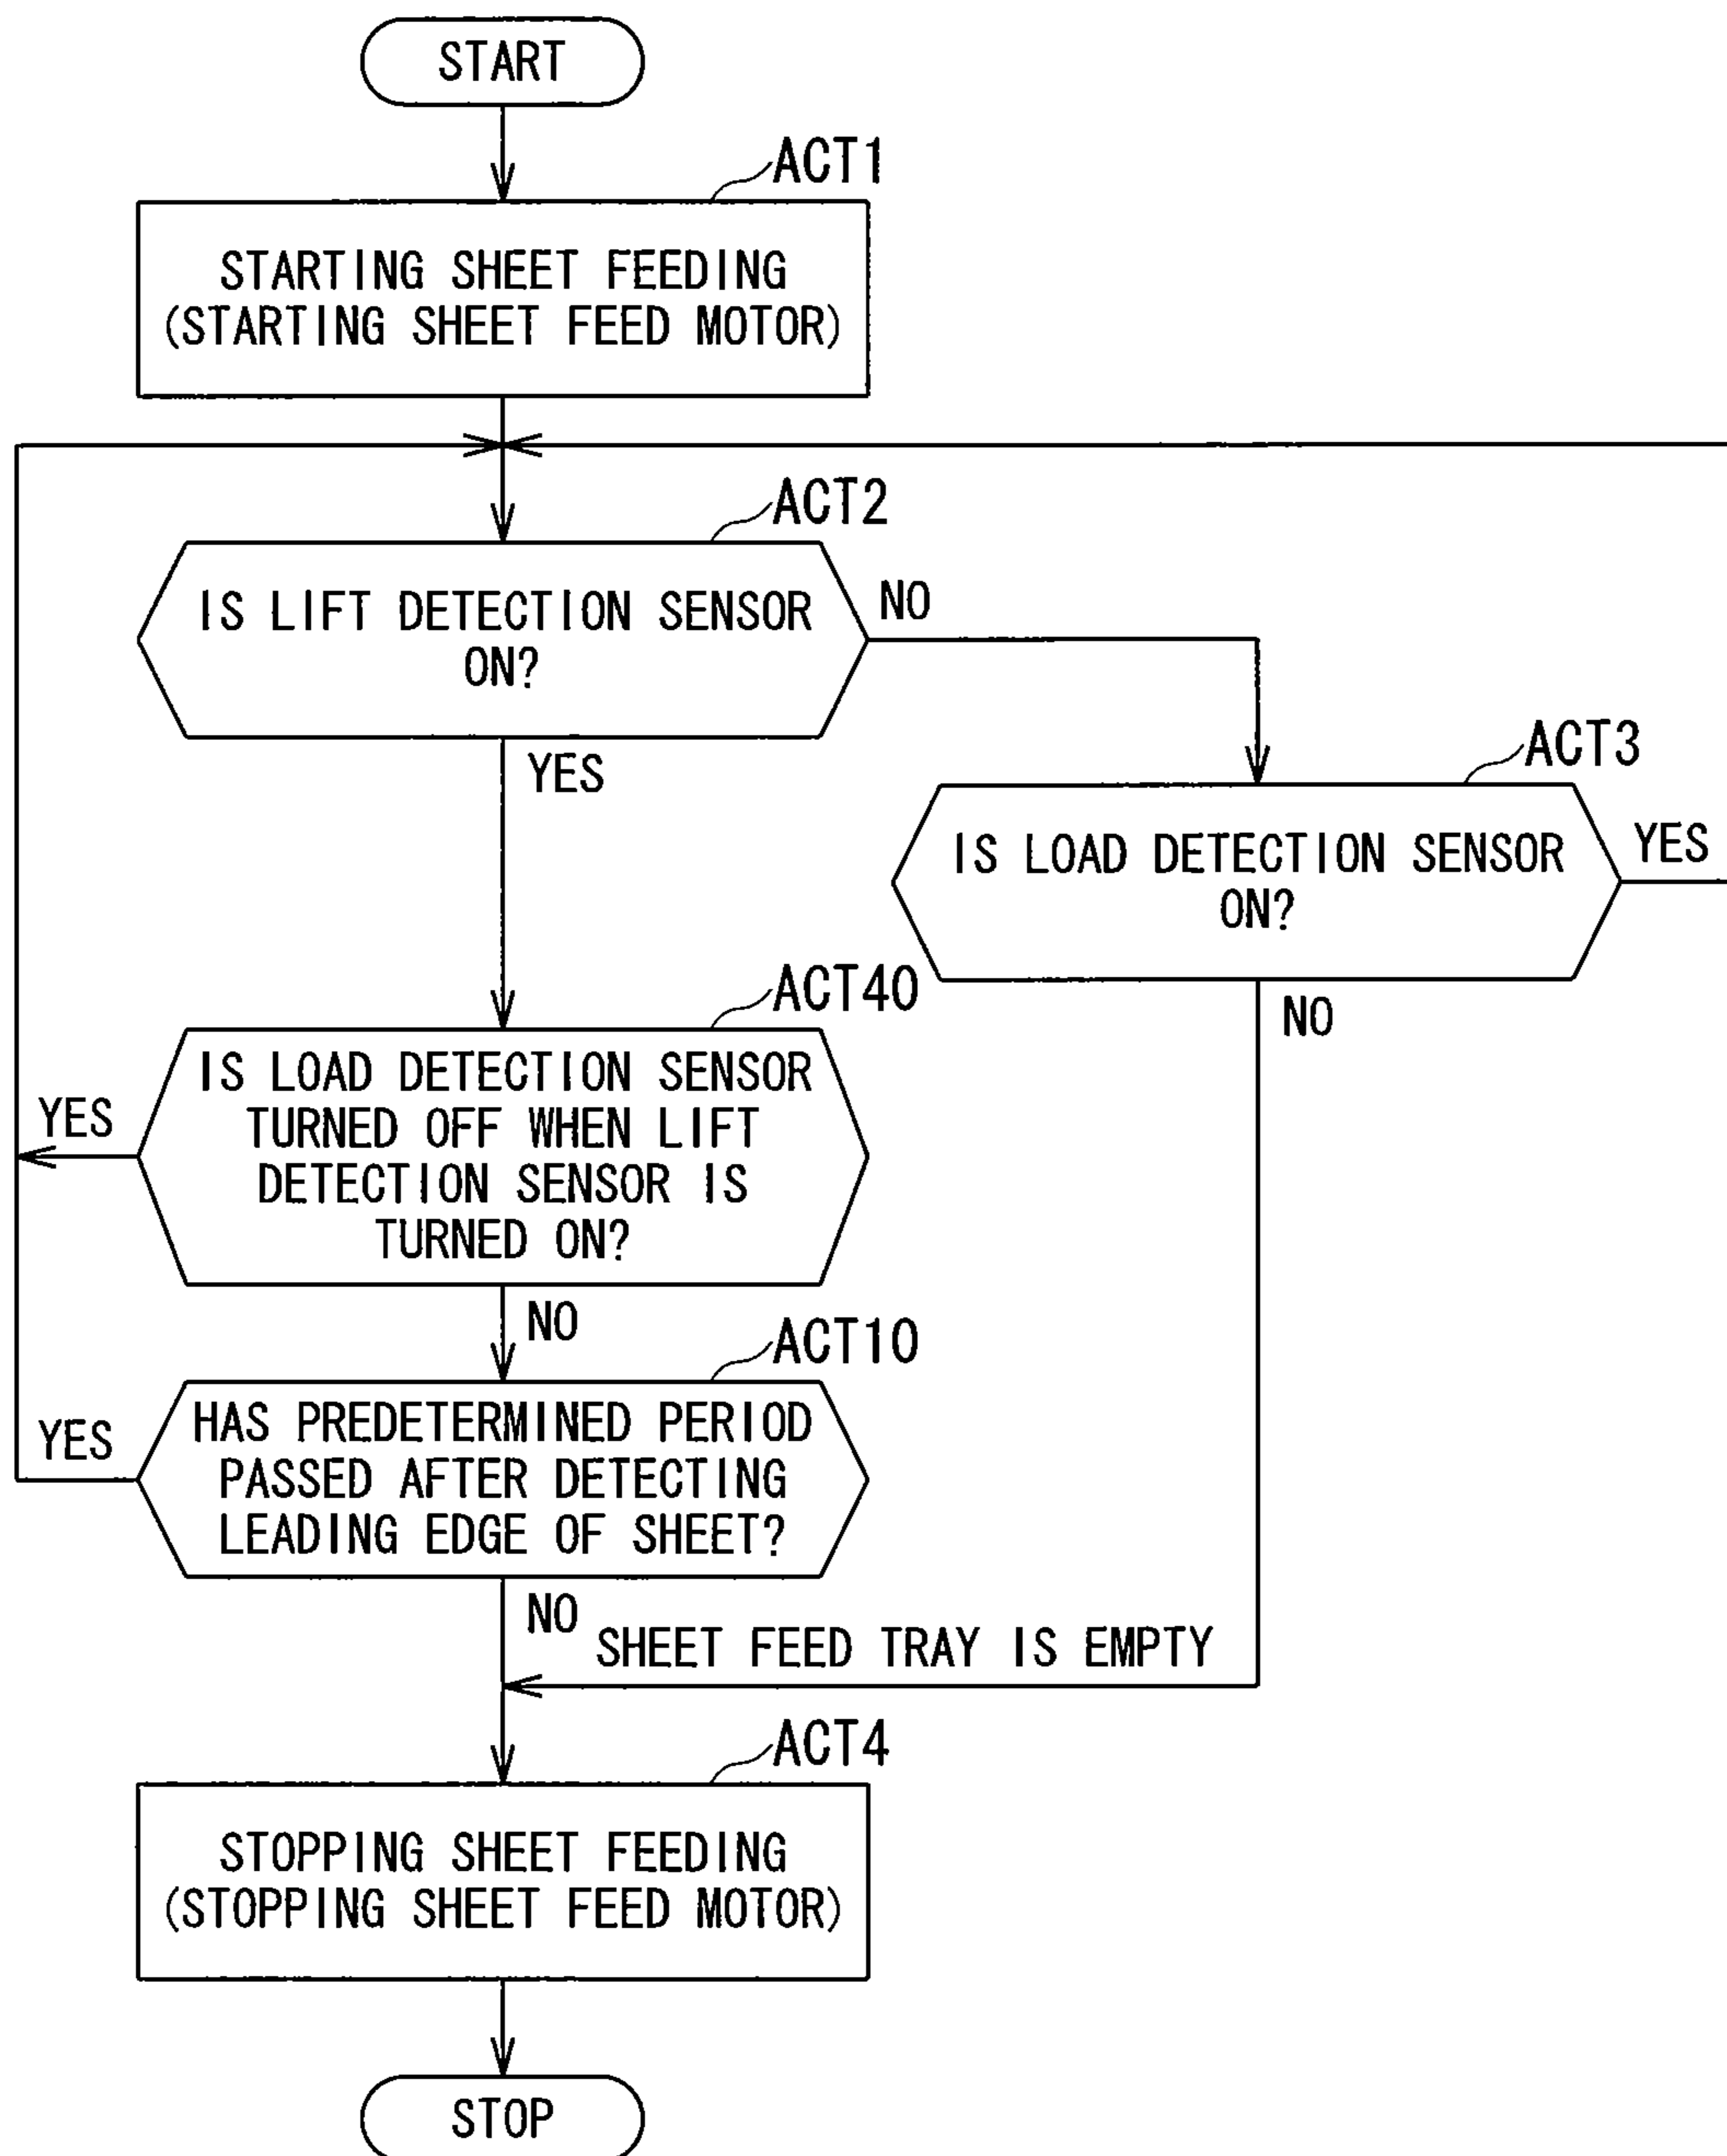 START
ACT1
STARTING SHEET FEEDING
(STARTING SHEET FEED MOTOR)
ACT2
IS LIFT DETECTION SENSOR
ON?
NO
YES
ACT3
IS LOAD DETECTION SENSOR
ON?
YES
NO
ACT40
IS LOAD DETECTION SENSOR
TURNED OFF WHEN LIFT
DETECTION SENSOR IS
TURNED ON?
YES
NO
ACT10
HAS PREDETERMINED PERIOD
PASSED AFTER DETECTING
LEADING EDGE OF SHEET?
YES
NO
SHEET FEED TRAY IS EMPTY
ACT4
STOPPING SHEET FEEDING
(STOPPING SHEET FEED MOTOR)
STOP